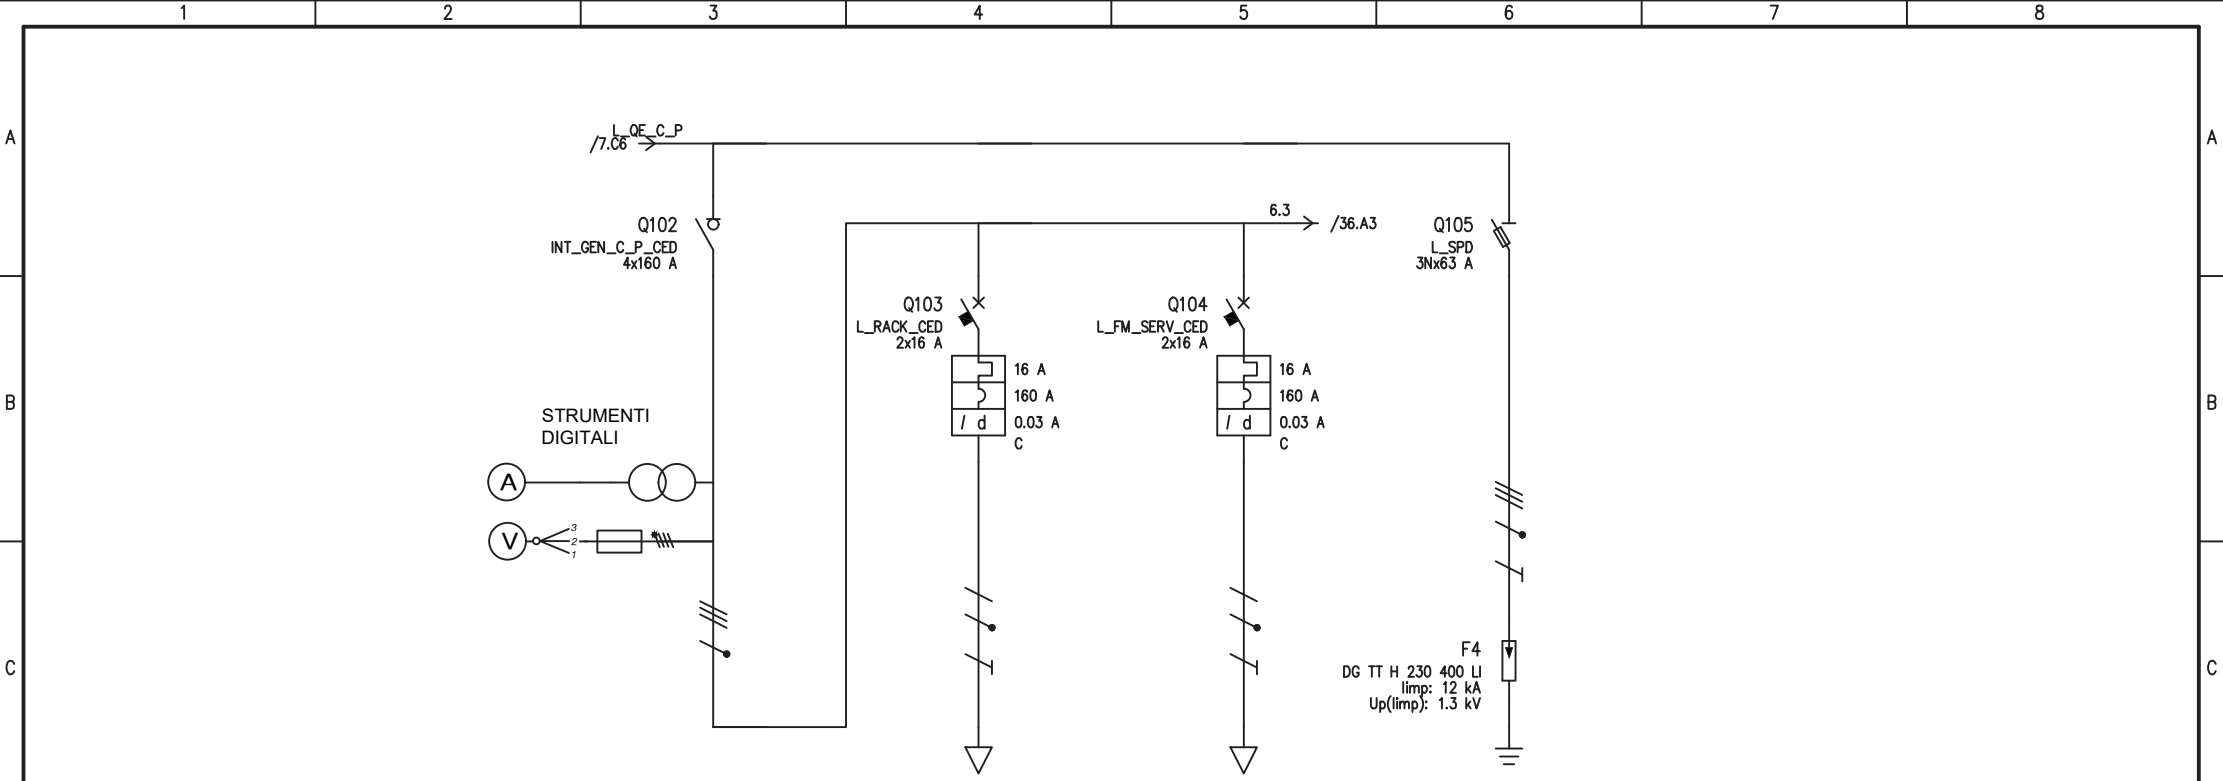 1 2 3 4 5 6 7 8
A A
L_QE_C_P
/7.C6
6.3
/36.A3
Q102
INT_GEN_C_P_CED
4x160 A
Q105
L_SPD
3Nx63 A
Q103
L_RACK_CED
2x16 A
Q104
L_FM_SERV_CED
2x16 A
16 A
160 A
I d 0.03 A
C
16 A
160 A
I d 0.03 A
C
B B
STRUMENTI
DIGITALI
A
V
3
2
1
C C
F4
DG TT H 230 400 LI
Iimp: 12 kA
Up(Iimp): 1.3 kV